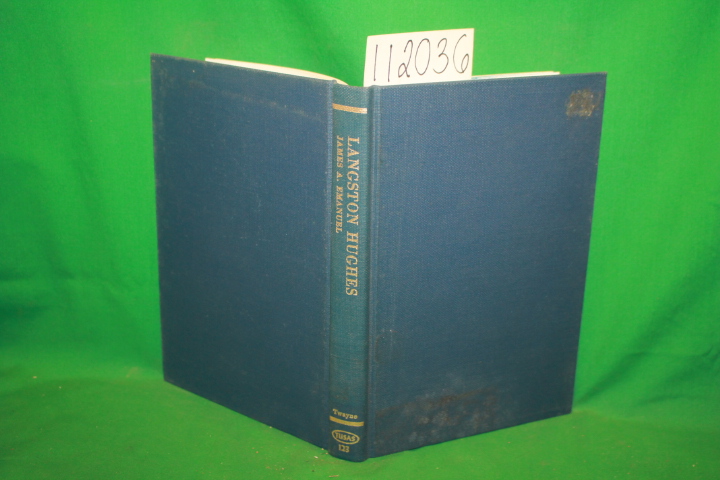 112036
LANGSTON HUGHES
JAMES A. EMANUEL
Twayne
TUSAS
123